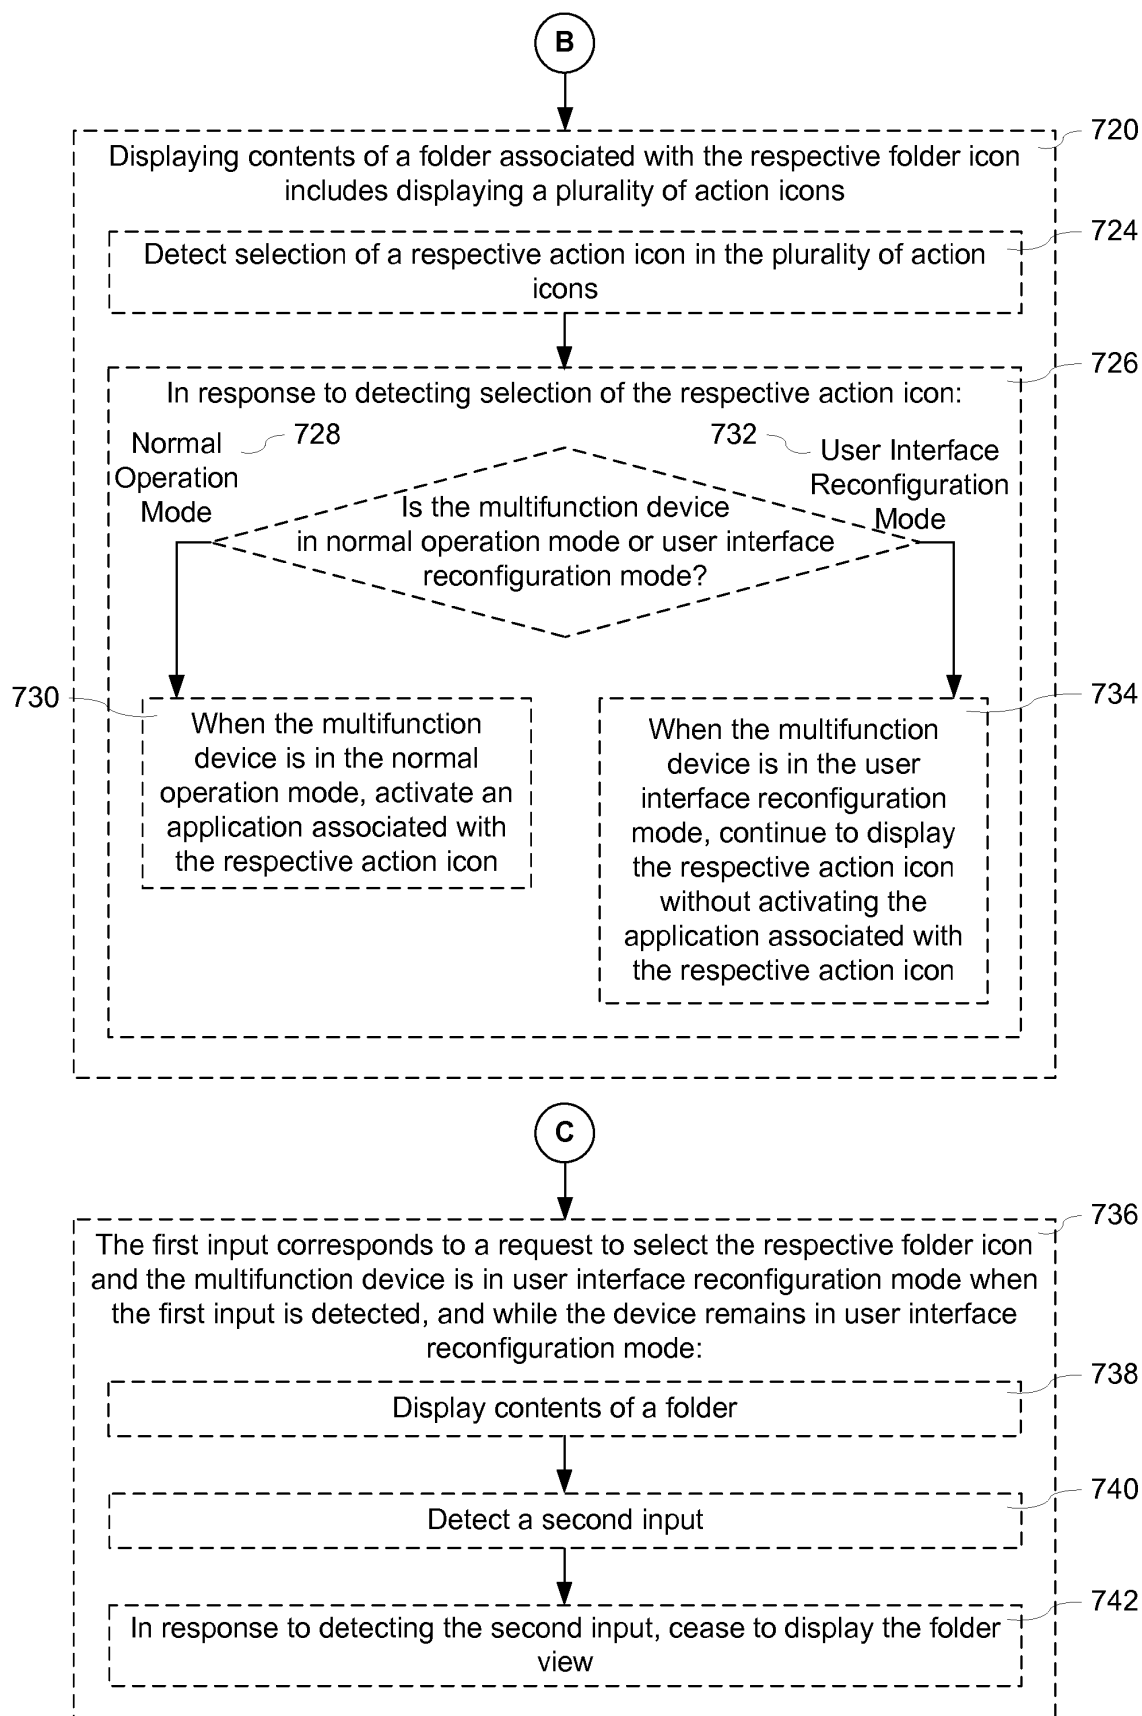 B
720
Displaying contents of a folder associated with the respective folder icon
includes displaying a plurality of action icons
724
Detect selection of a respective action icon in the plurality of action
icons
726
In response to detecting selection of the respective action icon:
Normal
Operation
Mode
728
732
User Interface
Reconfiguration
Mode
Is the multifunction device
in normal operation mode or user interface
reconfiguration mode?
730
When the multifunction
device is in the normal
operation mode, activate an
application associated with
the respective action icon
734
When the multifunction
device is in the user
interface reconfiguration
mode, continue to display
the respective action icon
without activating the
application associated with
the respective action icon
C
736
The first input corresponds to a request to select the respective folder icon
and the multifunction device is in user interface reconfiguration mode when
the first input is detected, and while the device remains in user interface
reconfiguration mode:
738
Display contents of a folder
740
Detect a second input
742
In response to detecting the second input, cease to display the folder
view